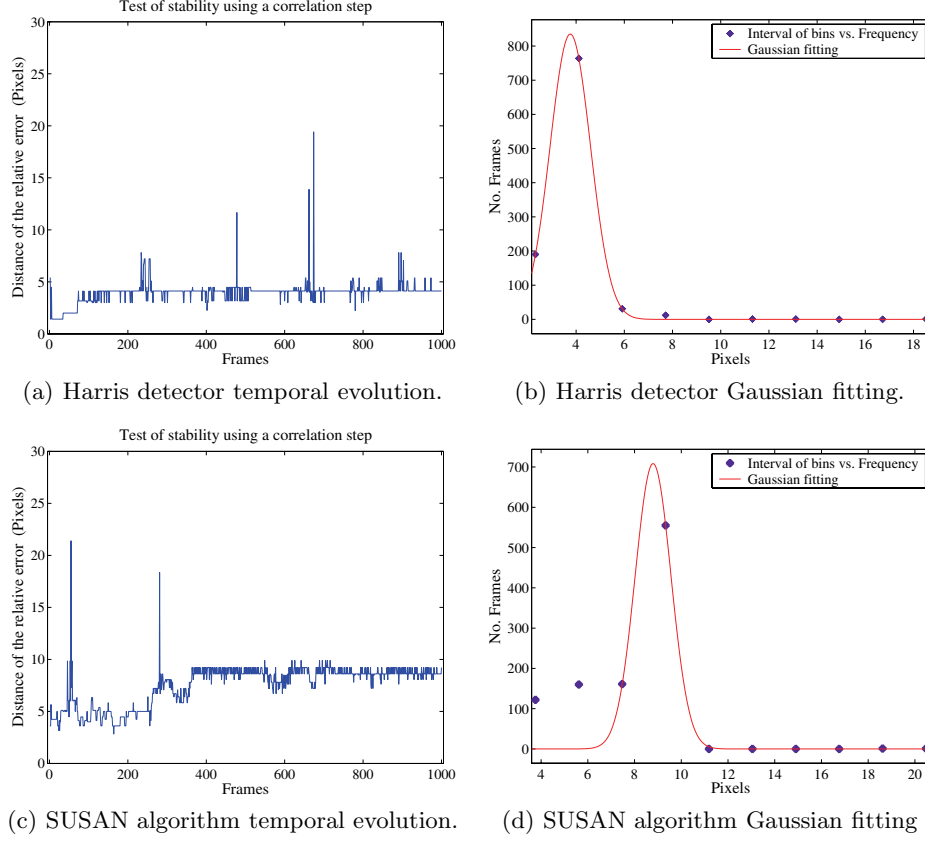 Test of stability using a correlation step
Distance of the relative error (Pixels)
30
25
20
15
10
5
0
0 200 400 600 800 1000
Frames
(a) Harris detector temporal evolution.
Interval of bins vs. Frequency
Gaussian fitting
No. Frames
800
700
600
500
400
300
200
100
0
4 6 8 10 12 14 16 18
Pixels
(b) Harris detector Gaussian fitting.
Test of stability using a correlation step
Distance of the relative error (Pixels)
30
25
20
15
10
5
0
0 200 400 600 800 1000
Frames
(c) SUSAN algorithm temporal evolution.
Interval of bins vs. Frequency
Gaussian fitting
No. Frames
700
600
500
400
300
200
100
0
4 6 8 10 12 14 16 18 20
Pixels
(d) SUSAN algorithm Gaussian fitting